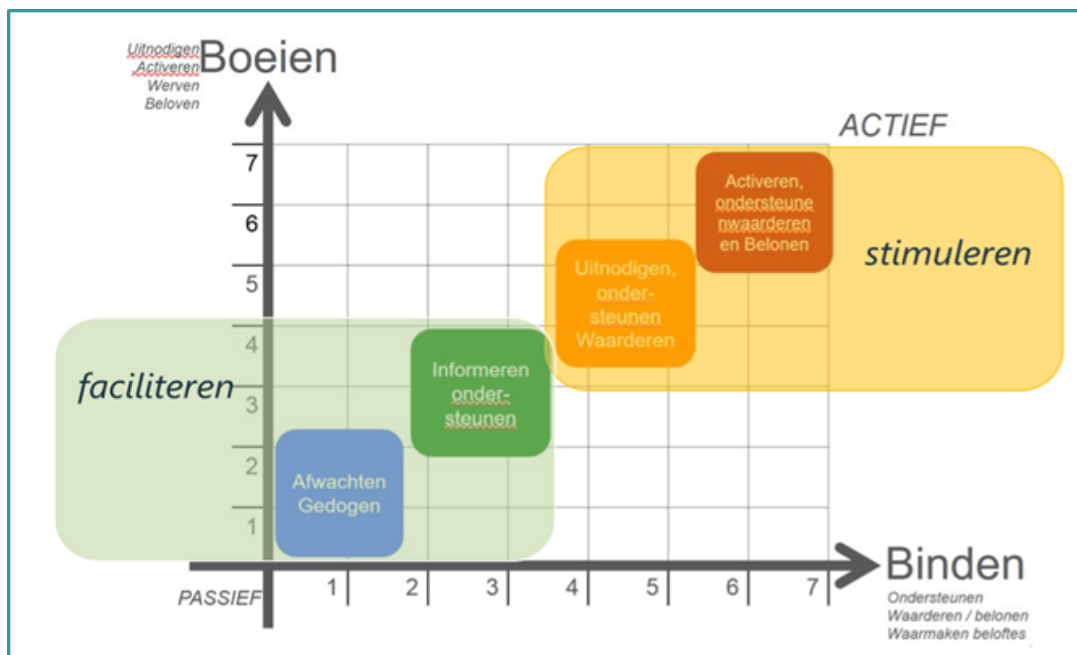 Uitnodigen
,Activeren
Werven
Beloven
Boeien
ACTIEF
7
6
5
4
3
2
1
Activeren,
ondersteune
nwaarderen
en Belonen
stimuleren
Uitnodigen,
onder-
steunen
Waarderen
faciliteren
Informeren
onder-
steunen
Afwachten
Gedogen
PASSIEF
1
2
3
4
5
6
7
Binden
Ondersteunen
Waarderen / belonen
Waarmaken beloftes